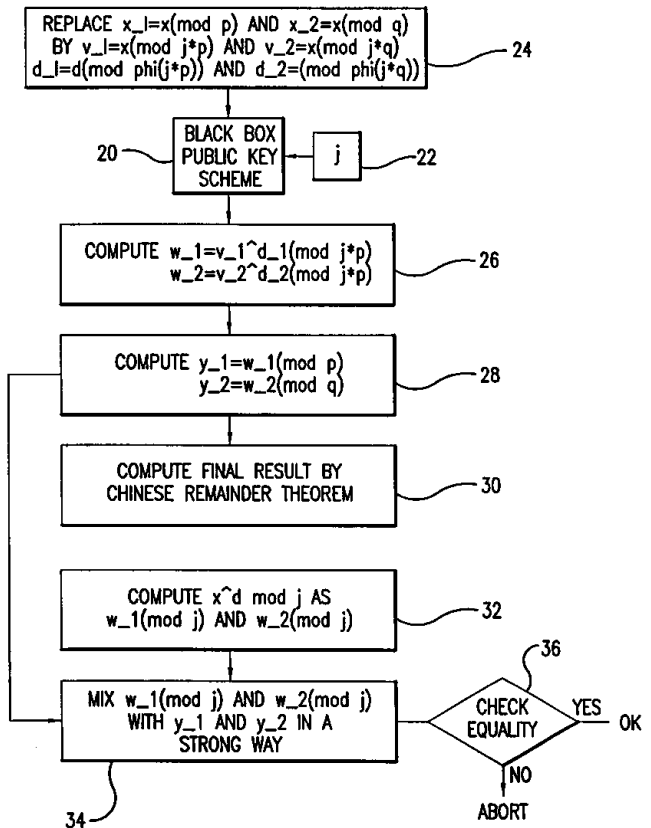 REPLACE x_l=x(mod p) AND x_2=x(mod q)
BY v_l=x(mod j*p) AND v_2=x(mod j*q)
d_l=d(mod phi(j*p)) AND d_2=(mod phi(j*q))
24
BLACK BOX
PUBLIC KEY
SCHEME
20
j
22
COMPUTE w_1=v_1^d_1(mod j*p)
w_2=v_2^d_2(mod j*p)
26
COMPUTE y_1=w_1(mod p)
y_2=w_2(mod q)
28
COMPUTE FINAL RESULT BY
CHINESE REMAINDER THEOREM
30
COMPUTE x^d mod j AS
w_1(mod j) AND w_2(mod j)
32
MIX w_1(mod j) AND w_2(mod j)
WITH y_1 AND y_2 IN A
STRONG WAY
34
36
CHECK
EQUALITY
YES
OK
NO
ABORT